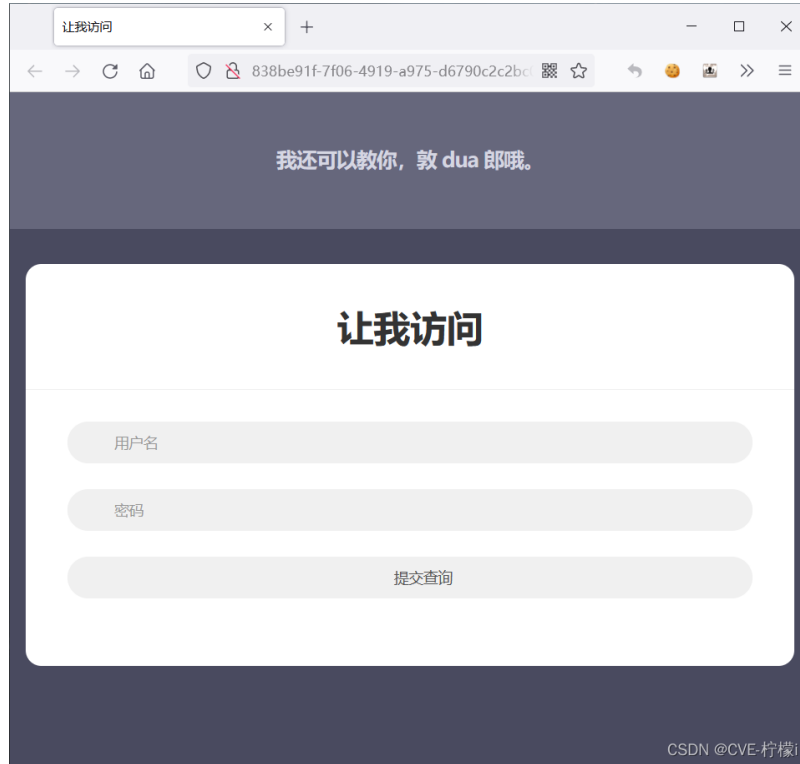 让我访问
838be91f-7f06-4919-a975-d6790c2c2bc
我还可以教你，敦 dua 郎哦。
让我访问
用户名
密码
提交查询
CSDN @CVE-柠檬i